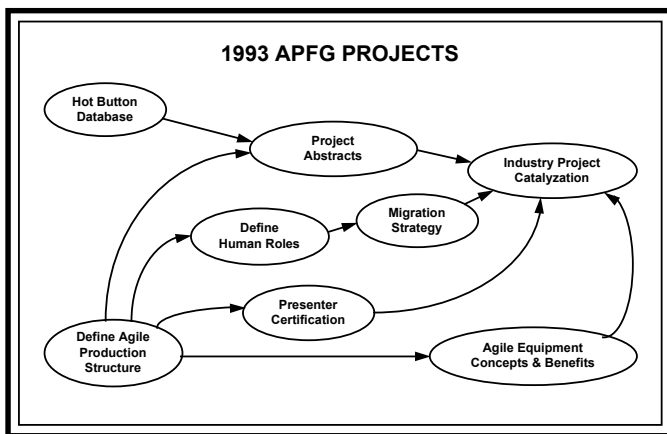 1993 APFG PROJECTS
Hot Button
Database
Project
Abstracts
Industry Project
Catalyzation
Define
Human Roles
Migration
Strategy
Presenter
Certification
Define Agile
Production
Structure
Agile Equipment
Concepts & Benefits